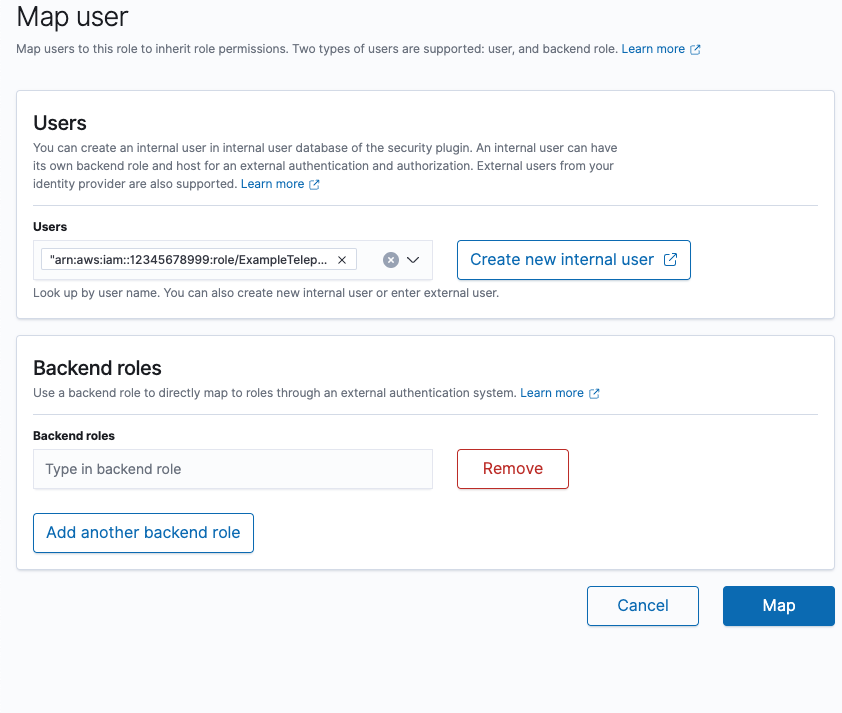 Map user
Map users to this role to inherit role permissions. Two types of users are supported: user, and backend role. Learn more
Users
You can create an internal user in internal user database of the security plugin. An internal user can have
its own backend role and host for an external authentication and authorization. External users from your
identity provider are also supported. Learn more
Users
"arn:aws:iam::12345678999:role/ExampleTelep...
Create new internal user
Look up by user name. You can also create new internal user or enter external user.
Backend roles
Use a backend role to directly map to roles through an external authentication system. Learn more
Backend roles
Type in backend role
Remove
Add another backend role
Cancel
Map